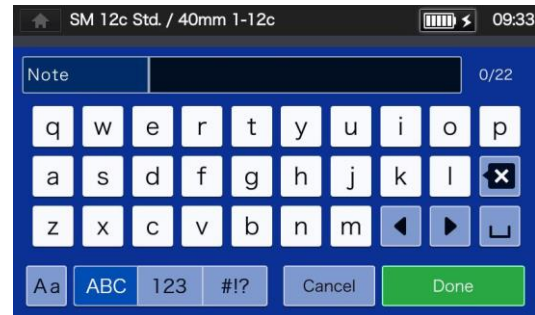 SM 12c Std. / 40mm 1-12c 09:33
Note 0/22
q w e r t y u i o p
a s d f g h j k l
z x c v b n m
Aa ABC 123 #!? Cancel Done